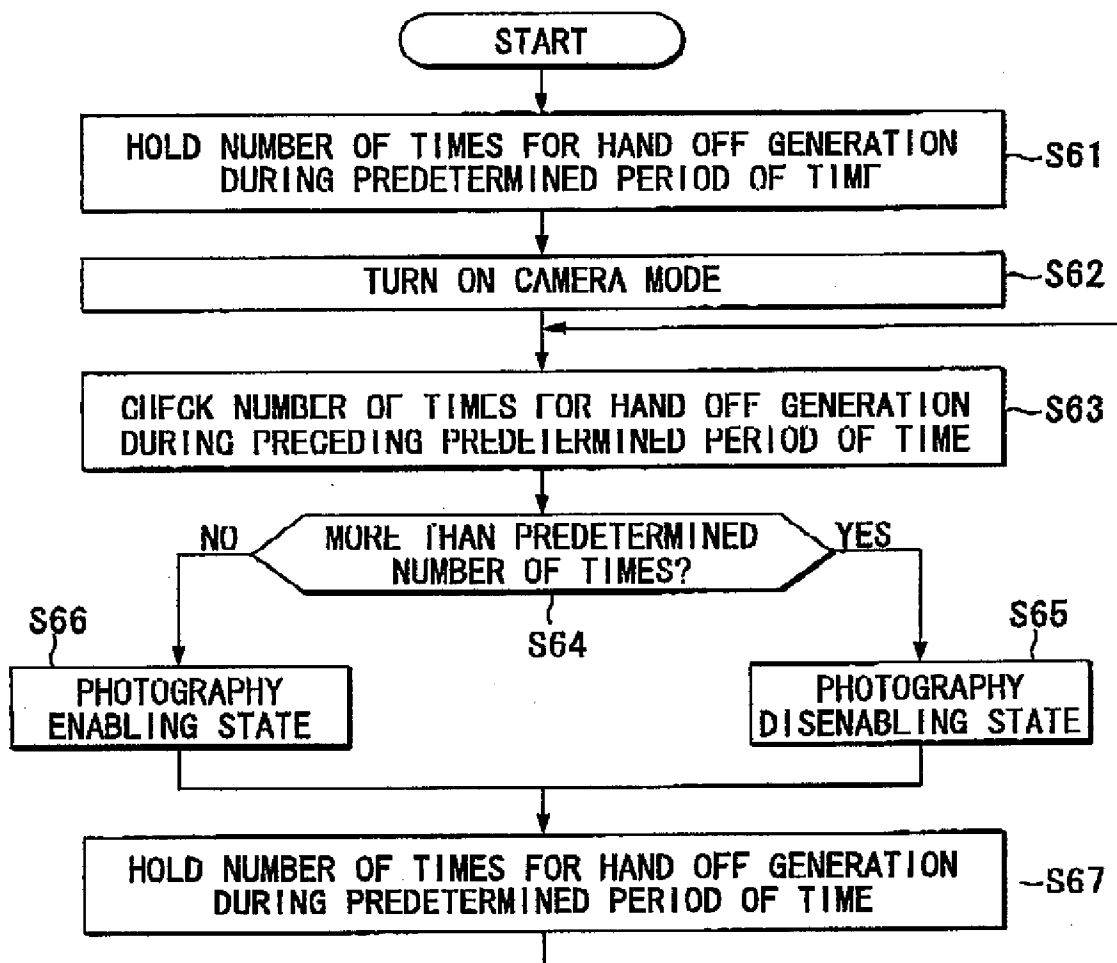 START
HOLD NUMBER OF TIMES FOR HAND OFF GENERATION
DURING PREDETERMINED PERIOD OF TIME
S61
TURN ON CAMERA MODE
S62
CHECK NUMBER OF TIMES FOR HAND OFF GENERATION
DURING PRECEDING PREDETERMINED PERIOD OF TIME
S63
NO
MORE THAN PREDETERMINED
NUMBER OF TIMES?
YES
S64
S66
PHOTOGRAPHY
ENABLING STATE
S65
PHOTOGRAPHY
DISENABLING STATE
HOLD NUMBER OF TIMES FOR HAND OFF GENERATION
DURING PREDETERMINED PERIOD OF TIME
S67